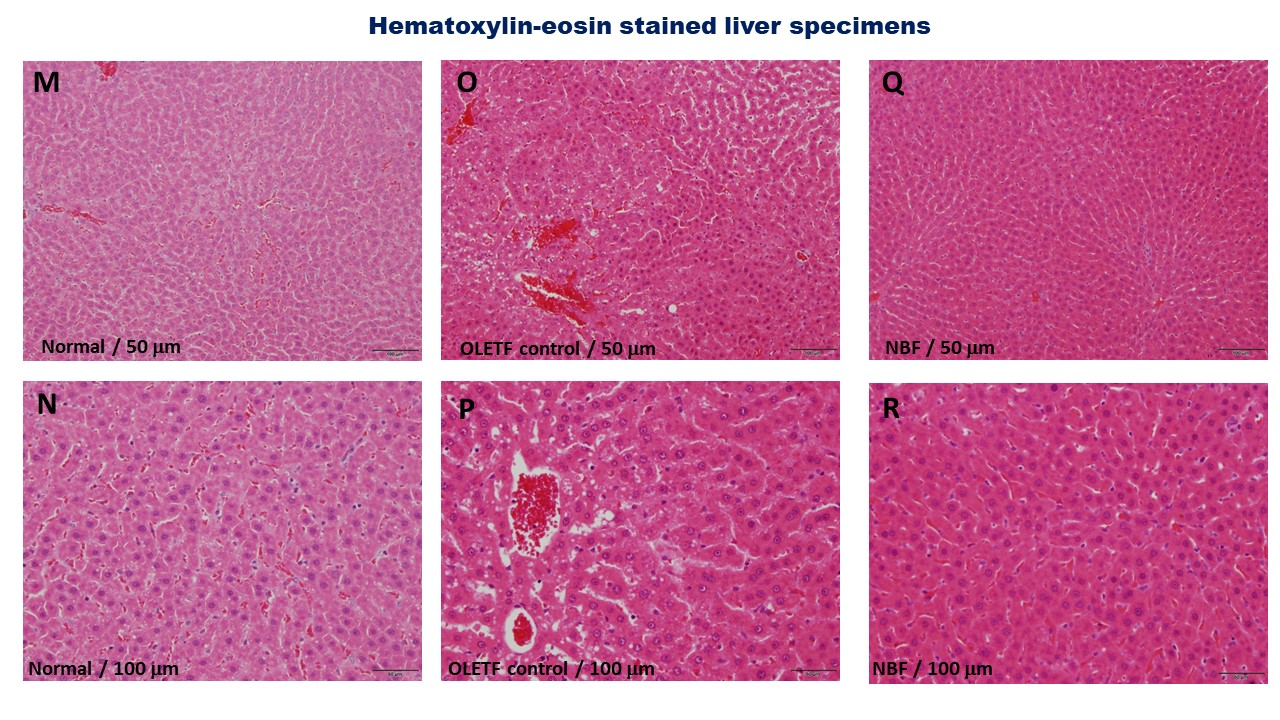 Hematoxylin-eosin stained liver specimens
M
O
Q
Normal / 50 µm
OLETF control / 50 µm
NBF / 50 µm
N
P
R
Normal / 100 µm
OLETF control / 100 µm
NBF / 100 µm